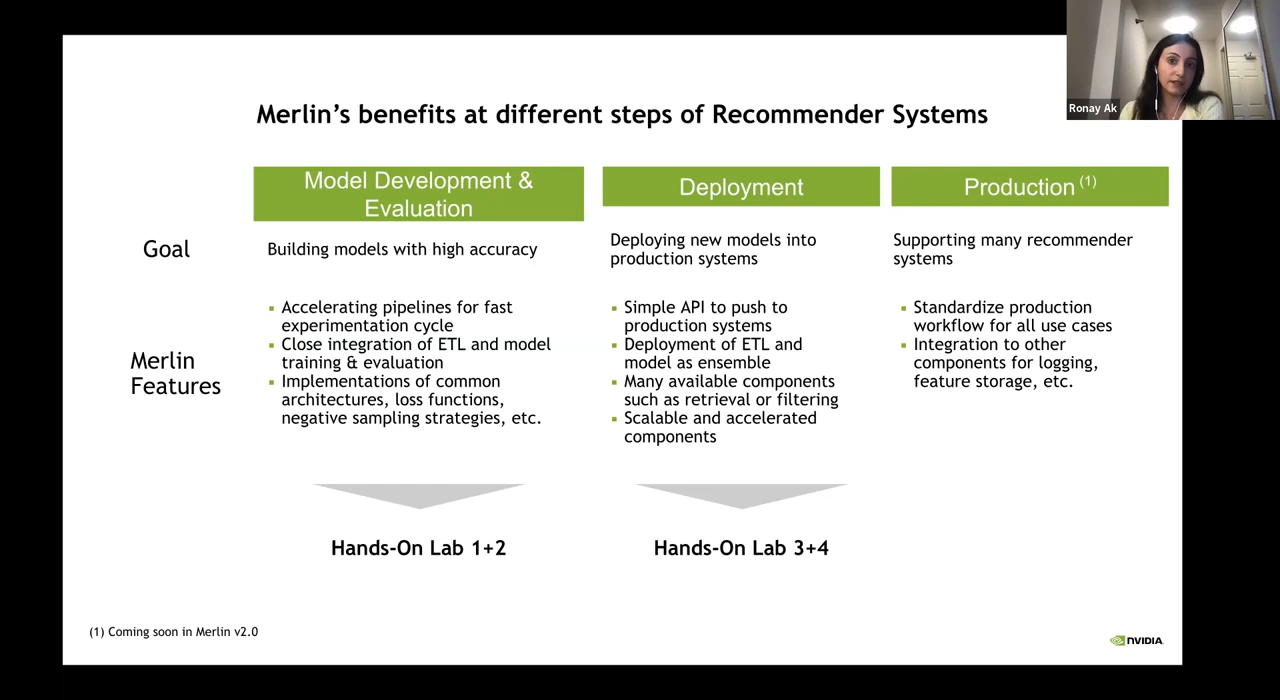 Ronay Ak
Merlin's benefits at different steps of Recommender Systems
Model Development &
Evaluation
Deployment
Production (1)
Goal
Building models with high accuracy
Deploying new models into
production systems
Supporting many recommender
systems
Merlin
Features
▪ Accelerating pipelines for fast
experimentation cycle
▪ Close integration of ETL and model
training & evaluation
▪ Implementations of common
architectures, loss functions,
negative sampling strategies, etc.
▪ Simple API to push to
production systems
▪ Deployment of ETL and
model as ensemble
▪ Many available components
such as retrieval or filtering
▪ Scalable and accelerated
components
▪ Standardize production
workflow for all use cases
▪ Integration to other
components for logging,
feature storage, etc.
Hands-On Lab 1+2
Hands-On Lab 3+4
(1) Coming soon in Merlin v2.0
NVIDIA